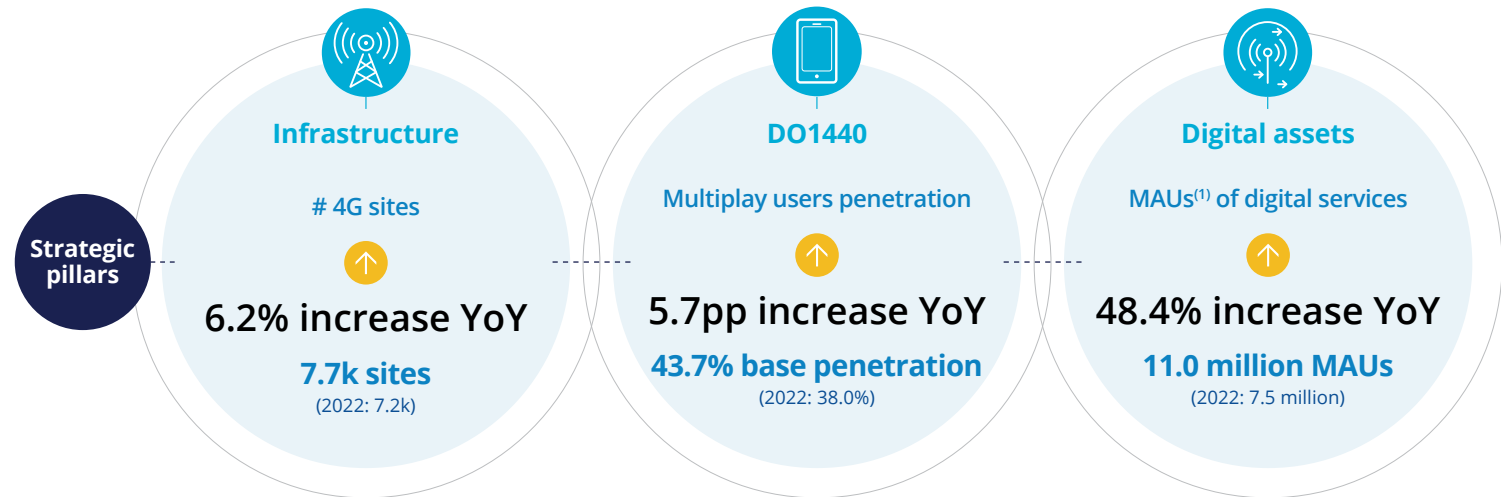 Strategic
pillars
Infrastructure
# 4G sites
6.2% increase YoY
7.7k sites
(2022: 7.2k)
DO1440
Multiplay users penetration
5.7pp increase YoY
43.7% base penetration
(2022: 38.0%)
Digital assets
MAUs(1) of digital services
48.4% increase YoY
11.0 million MAUs
(2022: 7.5 million)